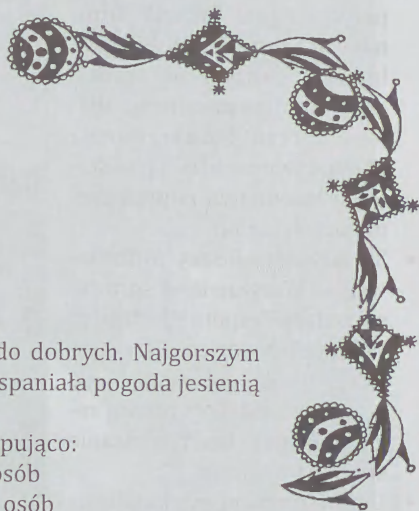 do dobrych. Najgorszym
spaniała pogoda jesienią
pująco:
osób
osób